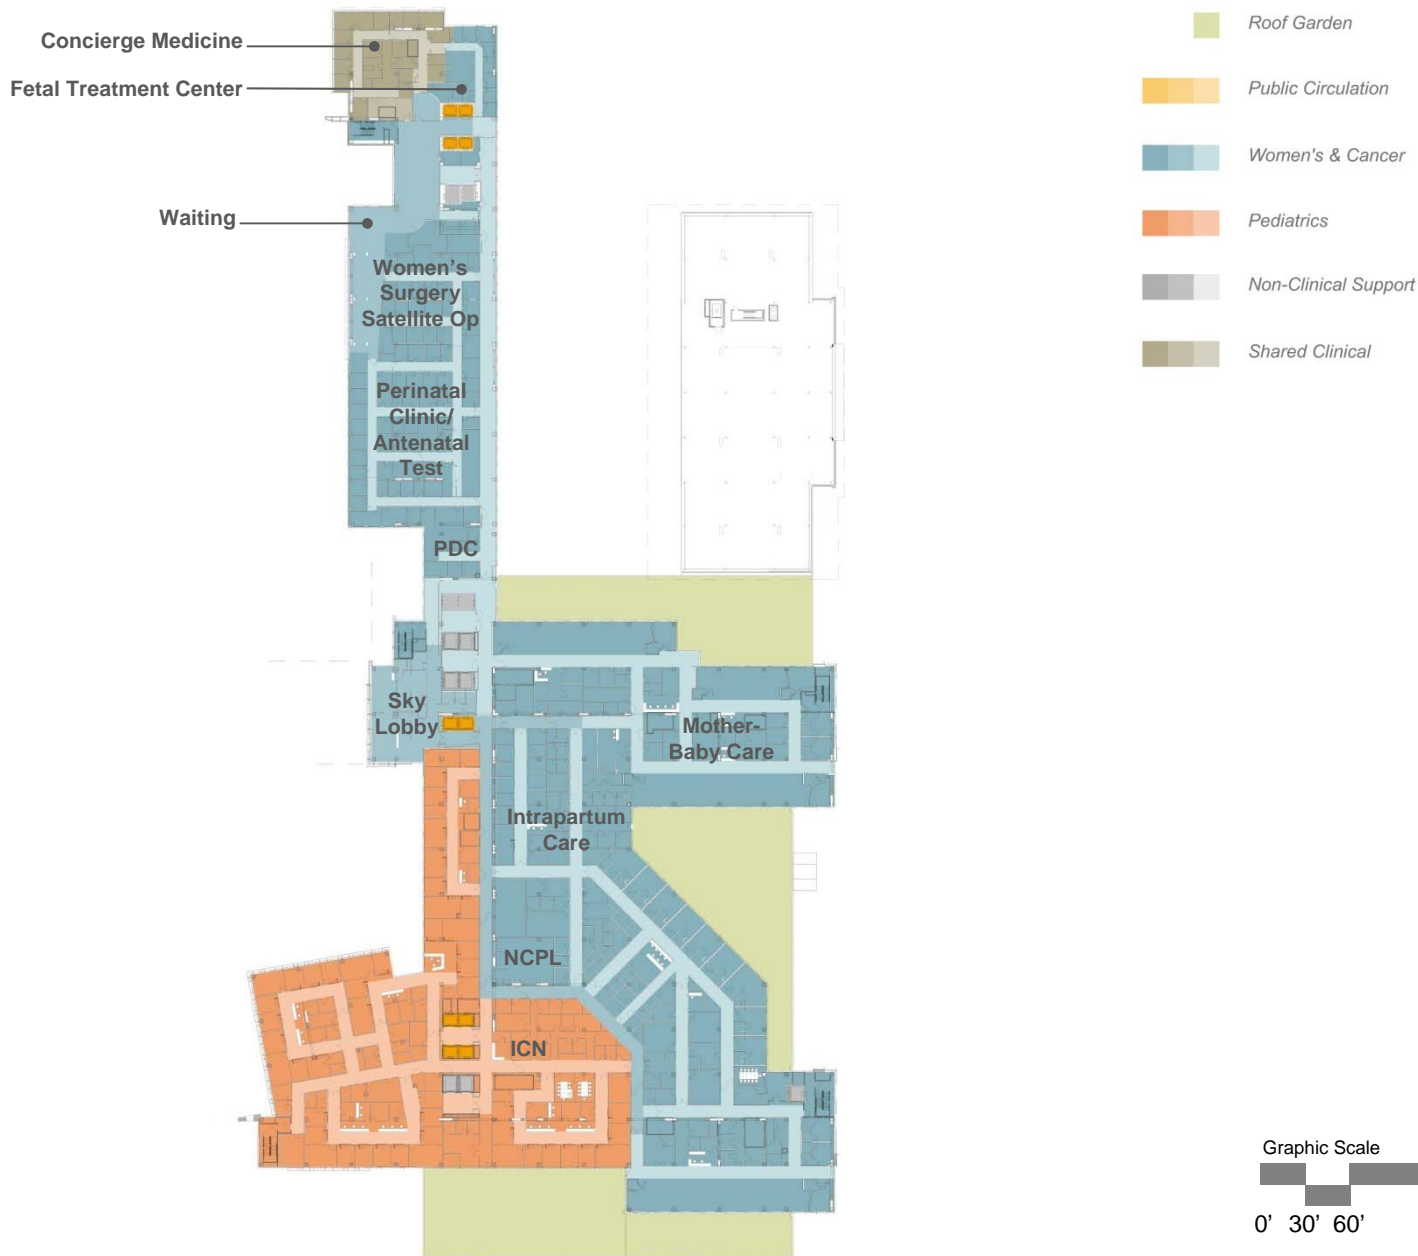 Concierge Medicine
Fetal Treatment Center
Waiting
Women’s
Surgery
Satellite Op
Perinatal
Clinic/
Antenatal
Test
PDC
Sky
Lobby
Mother-
Baby Care
Intrapartum
Care
NCPL
ICN
Roof Garden
Public Circulation
Women's & Cancer
Pediatrics
Non-Clinical Support
Shared Clinical
Graphic Scale
0’ 30’ 60’